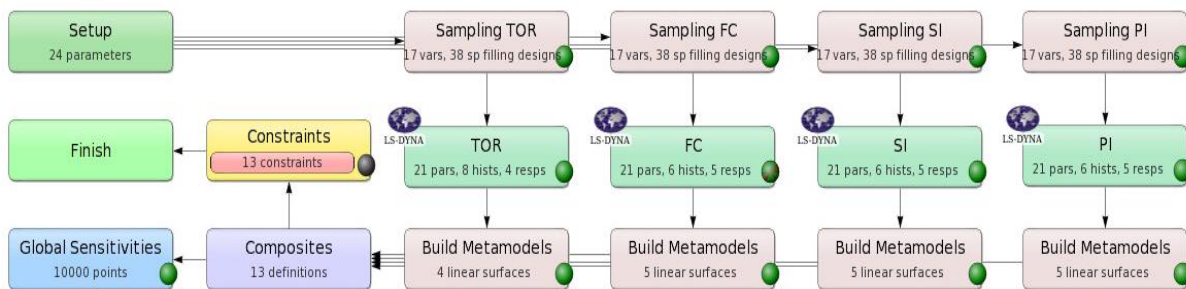 Setup
24 parameters
Sampling TOR
17 vars, 38 sp filling designs
Sampling FC
17 vars, 38 sp filling designs
Sampling SI
17 vars, 38 sp filling designs
Sampling PI
17 vars, 38 sp filling designs
Finish
Constraints
13 constraints
LS-DYNA
TOR
21 pars, 8 hists, 4 resps
LS-DYNA
FC
21 pars, 6 hists, 5 resps
LS-DYNA
SI
21 pars, 6 hists, 5 resps
LS-DYNA
PI
21 pars, 6 hists, 5 resps
Global Sensitivities
10000 points
Composites
13 definitions
Build Metamodels
4 linear surfaces
Build Metamodels
5 linear surfaces
Build Metamodels
5 linear surfaces
Build Metamodels
5 linear surfaces